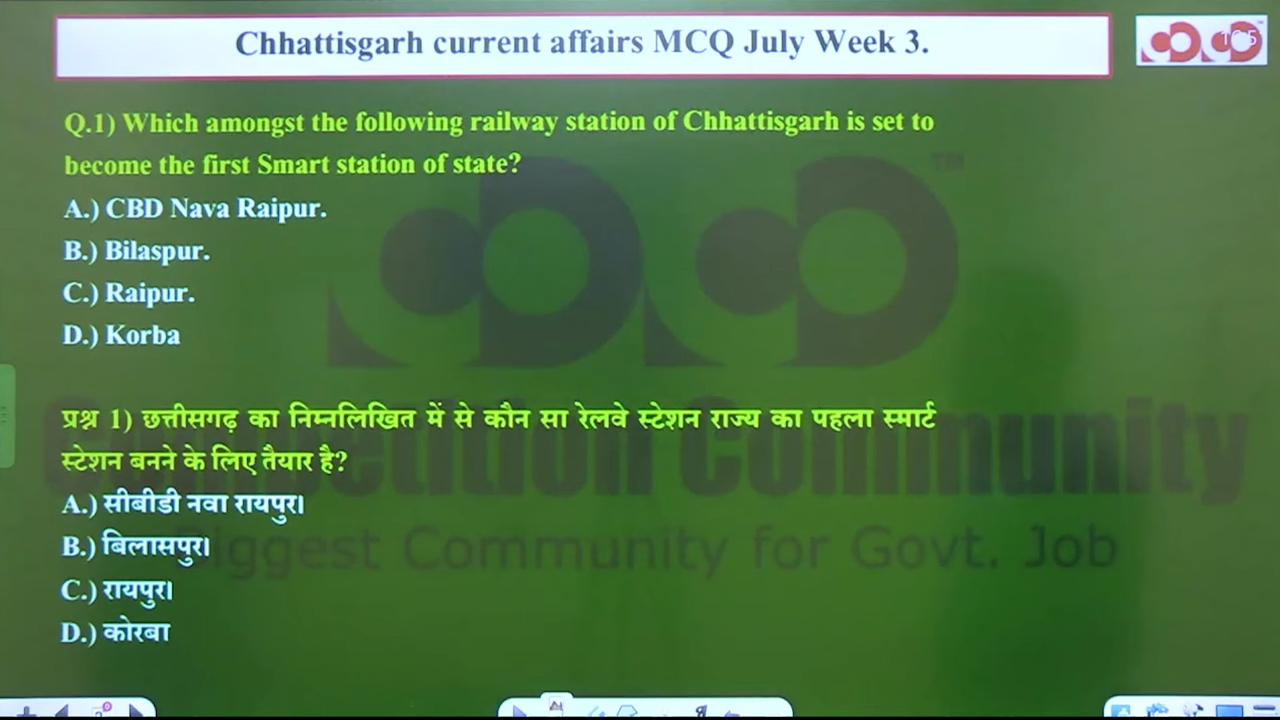 Chhattisgarh current affairs MCQ July Week 3.
Q.1) Which amongst the following railway station of Chhattisgarh is set to
become the first Smart station of state?
A.) CBD Nava Raipur.
B.) Bilaspur.
C.) Raipur.
D.) Korba
प्रश्न 1) छत्तीसगढ़ का निम्नलिखित में से कौन सा रेलवे स्टेशन राज्य का पहला स्मार्ट
स्टेशन बनने के लिए तैयार है?
A.) सीबीडी नवा रायपुर।
B.) बिलासपुर।
C.) रायपुर।
D.) कोरबा
Competition Community
Biggest Community for Govt. Job
TM